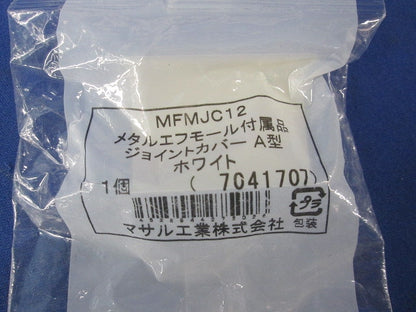 MFMJC12
メタルエフモール付属品
ジョイントカバー A型
ホワイト
1個 ( 704170)
マサル工業株式会社
プラ
包装